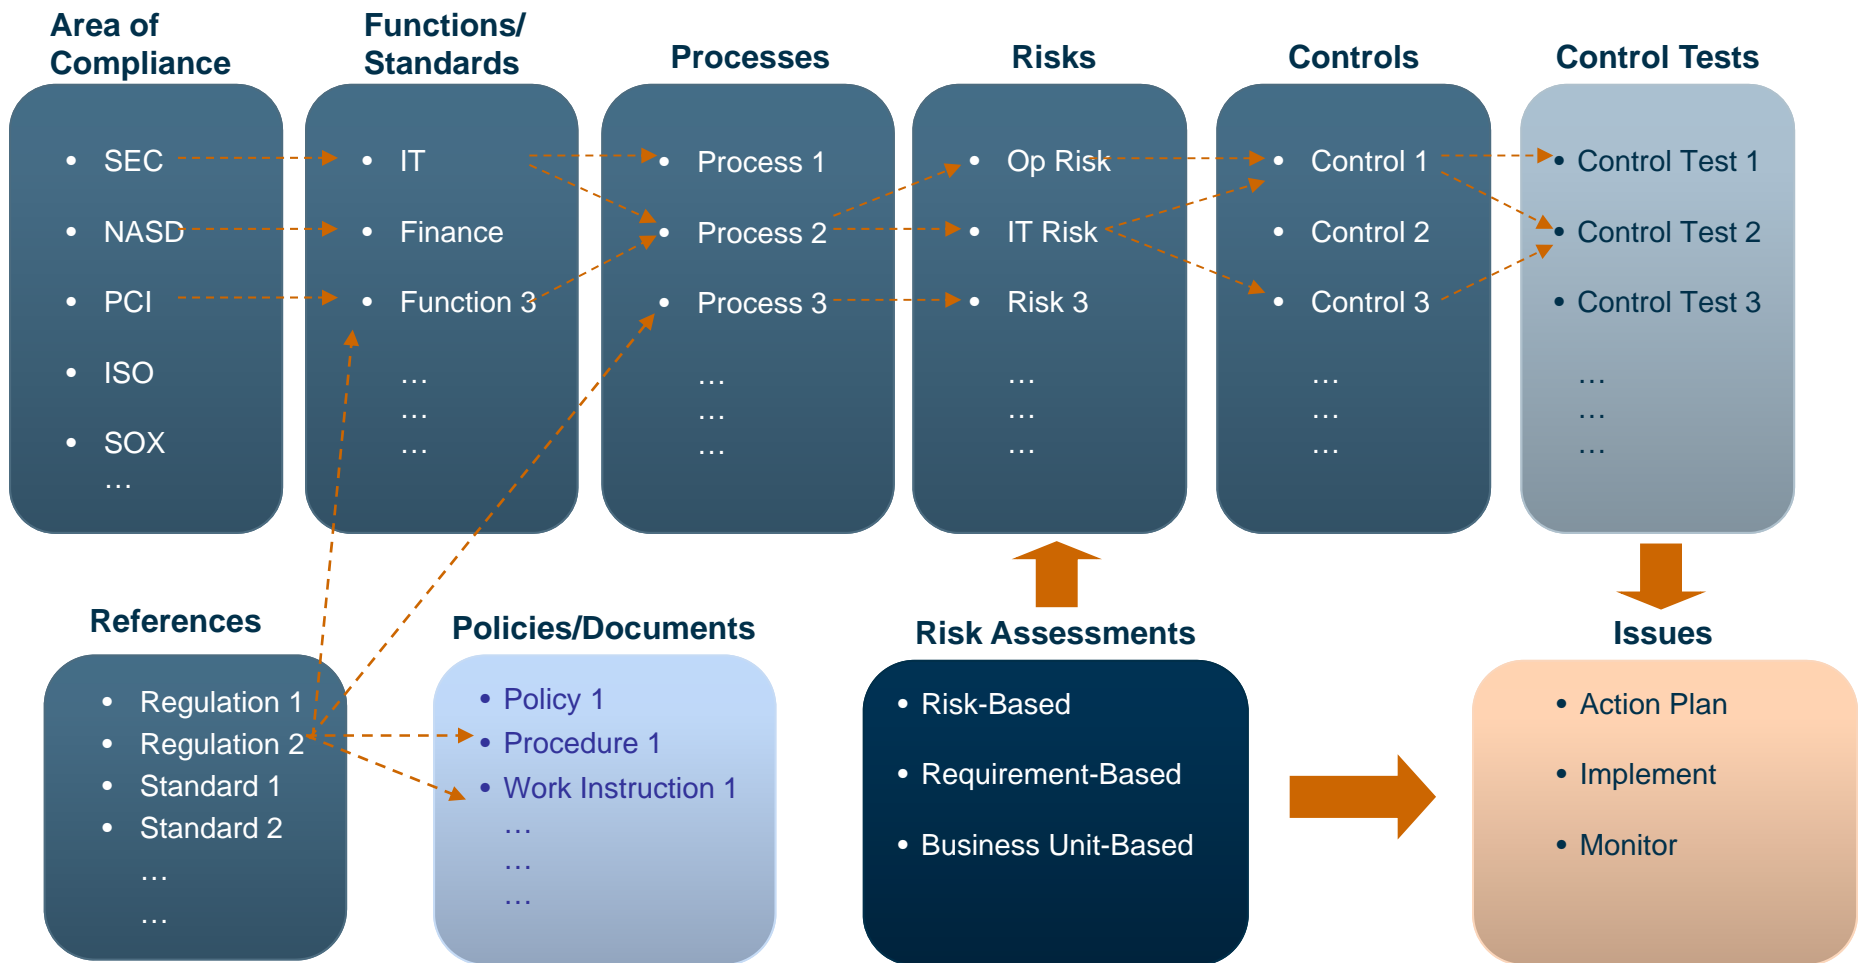 Area of
Compliance
• SEC
• NASD
• PCI
• ISO
• SOX
…
Functions/
Standards
• IT
• Finance
• Function 3
…
…
…
Processes
• Process 1
• Process 2
• Process 3
…
…
…
Risks
• Op Risk
• IT Risk
• Risk 3
…
…
…
Controls
• Control 1
• Control 2
• Control 3
…
…
…
Control Tests
• Control Test 1
• Control Test 2
• Control Test 3
…
…
…
References
• Regulation 1
• Regulation 2
• Standard 1
• Standard 2
…
…
Policies/Documents
• Policy 1
• Procedure 1
• Work Instruction 1
…
…
…
Risk Assessments
• Risk-Based
• Requirement-Based
• Business Unit-Based
Issues
• Action Plan
• Implement
• Monitor